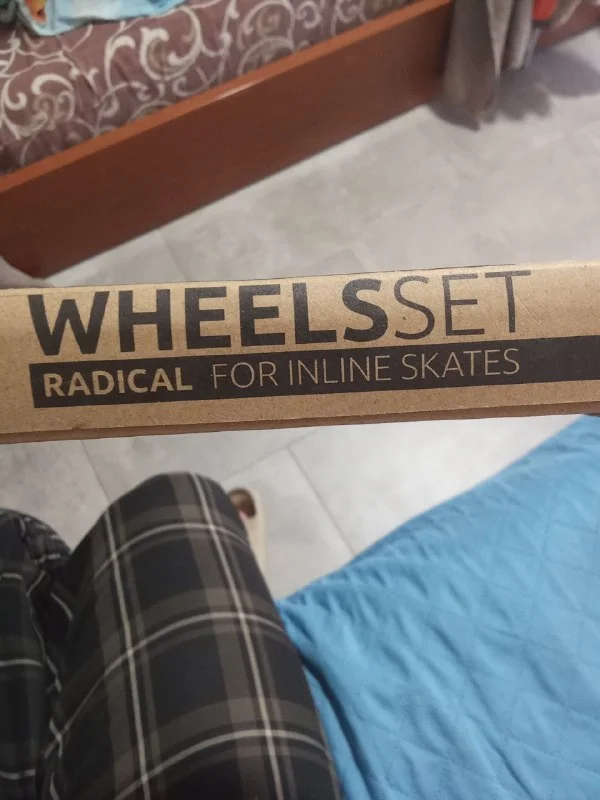 WHEELSSET
RADICAL FOR INLINE SKATES